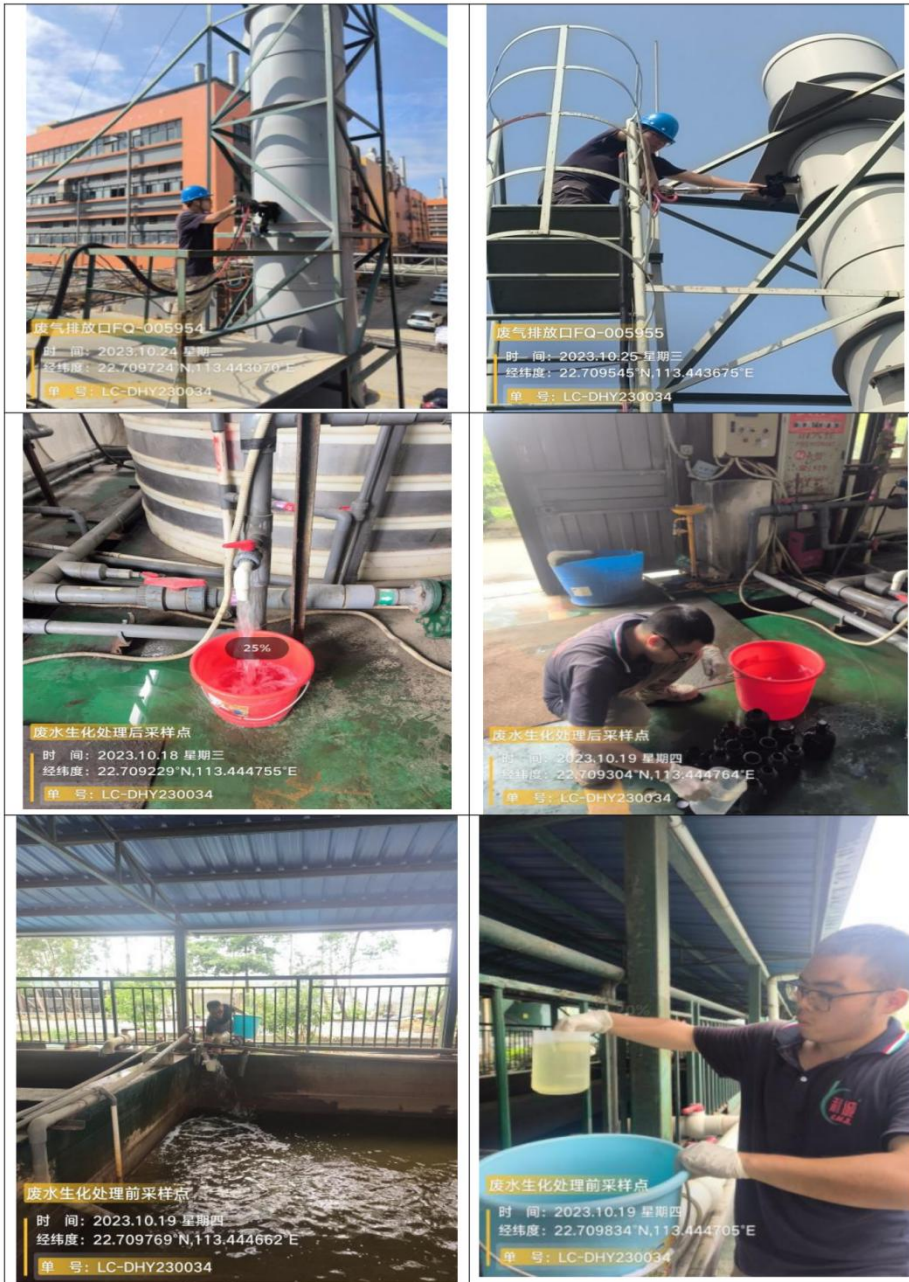 废气排放口FQ-005954
时 间：2023.10.24 星期二
经纬度：22.709724°N,113.443070°E
单 号：LC-DHY230034
废气排放口FQ-005955
时 间：2023.10.25 星期三
经纬度：22.709545°N,113.443675°E
单 号：LC-DHY230034
25%
废水生化处理后采样点
时 间：2023.10.18 星期三
经纬度：22.709229°N,113.444755°E
单 号：LC-DHY230034
废水生化处理后采样点
时 间：2023.10.19 星期四
经纬度：22.709304°N,113.444764°E
单 号：LC-DHY230034
废水生化处理前采样点
时 间：2023.10.19 星期四
经纬度：22.709769°N,113.444662°E
单 号：LC-DHY230034
废水生化处理前采样点
时 间：2023.10.19 星期四
经纬度：22.709834°N,113.444705°E
单 号：LC-DHY230034